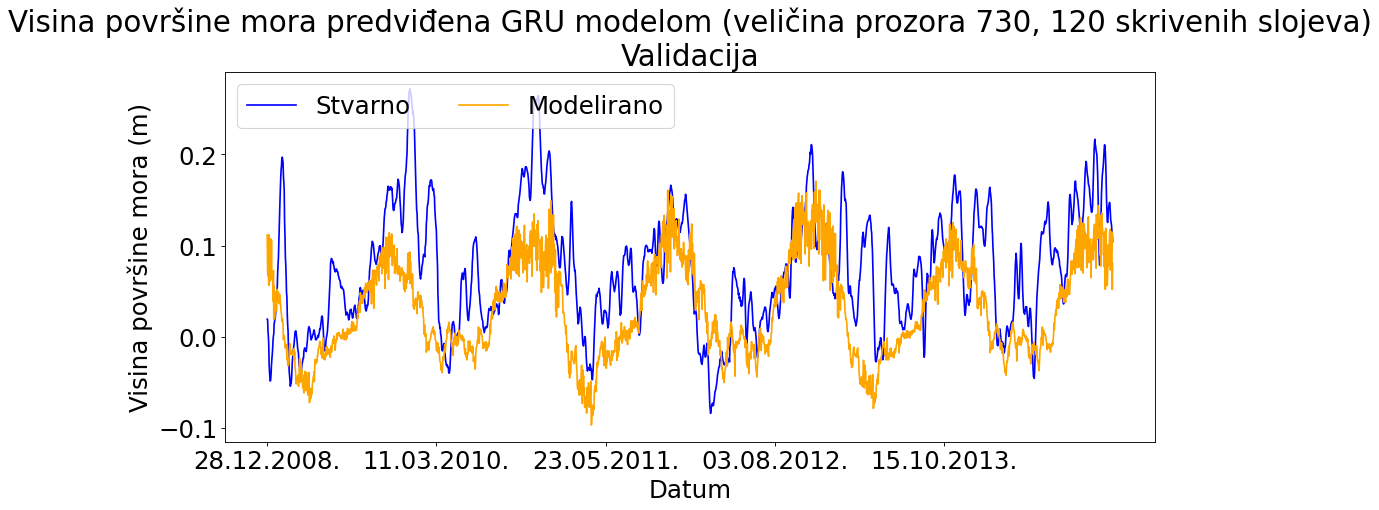 Visina površine mora predviđena GRU modelom (veličina prozora 730, 120 skrivenih slojeva)
Validacija
Stvarno
Modelirano
Visina površine mora (m)
0.2
0.1
0.0
−0.1
28.12.2008.
11.03.2010.
23.05.2011.
03.08.2012.
15.10.2013.
Datum